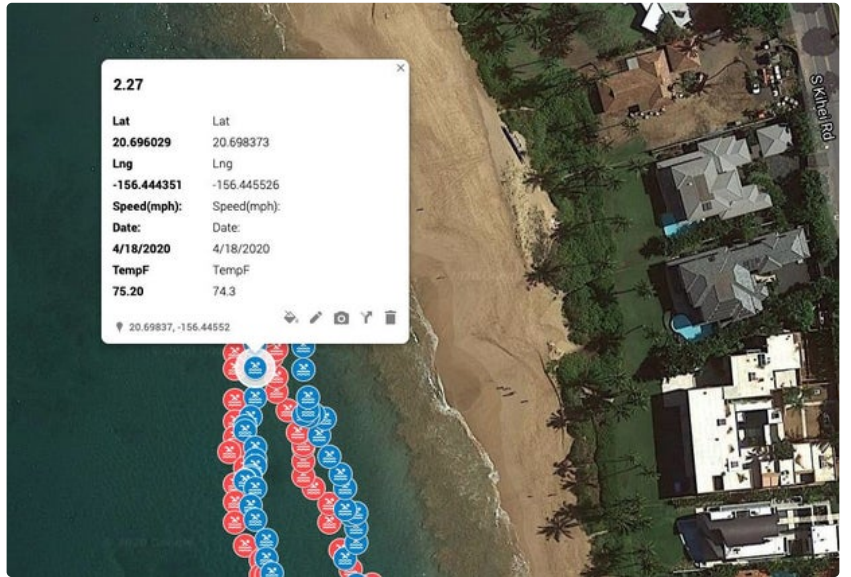 2.27
Lat Lat
20.696029 20.698373
Lng Lng
-156.444351 -156.445526
Speed(mph): Speed(mph):
Date: Date:
4/18/2020 4/18/2020
TempF TempF
75.20 74.3
20.69837, -156.44552
S Kihei Rd